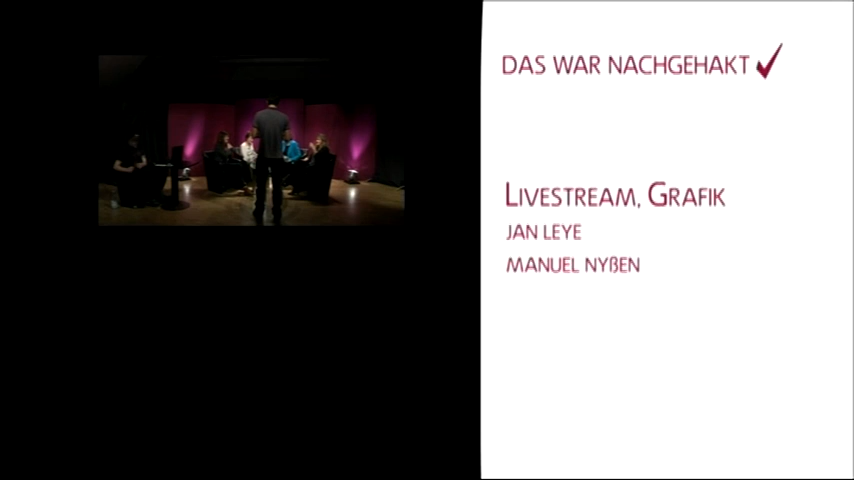 DAS WAR NACHGEHAKT
LIVESTREAM, GRAFIK
JAN LEYE
MANUEL NYßEN